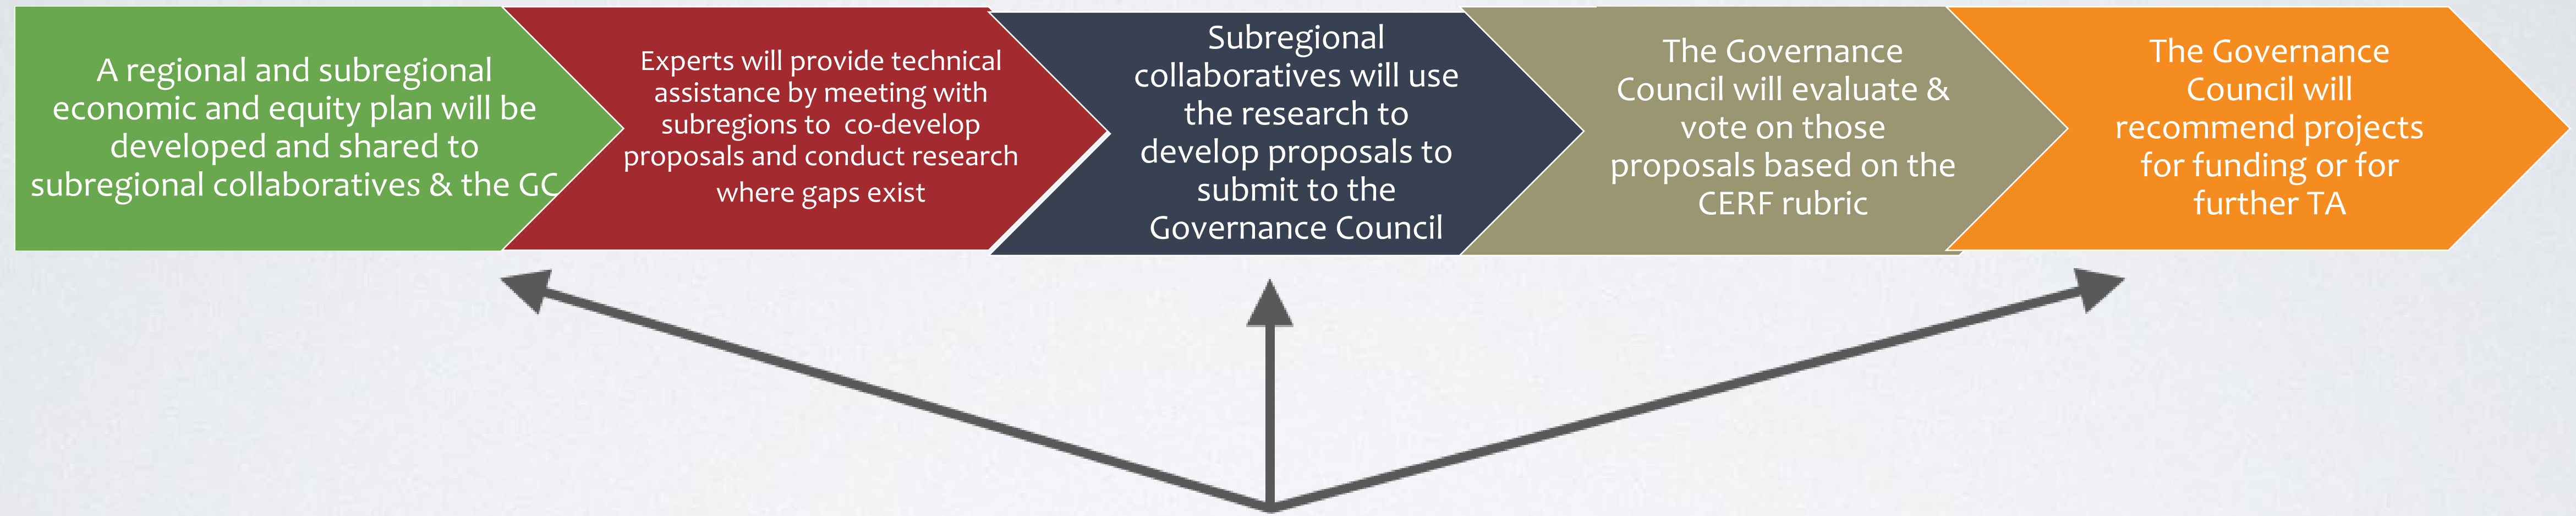 A regional and subregional
economic and equity plan will be
developed and shared to
subregional collaboratives & the GC
Experts will provide technical
assistance by meeting with
subregions to co-develop
proposals and conduct research
where gaps exist
Subregional
collaboratives will use
the research to
develop proposals to
submit to the
Governance Council
The Governance
Council will evaluate &
vote on those
proposals based on the
CERF rubric
The Governance
Council will
recommend projects
for funding or for
further TA